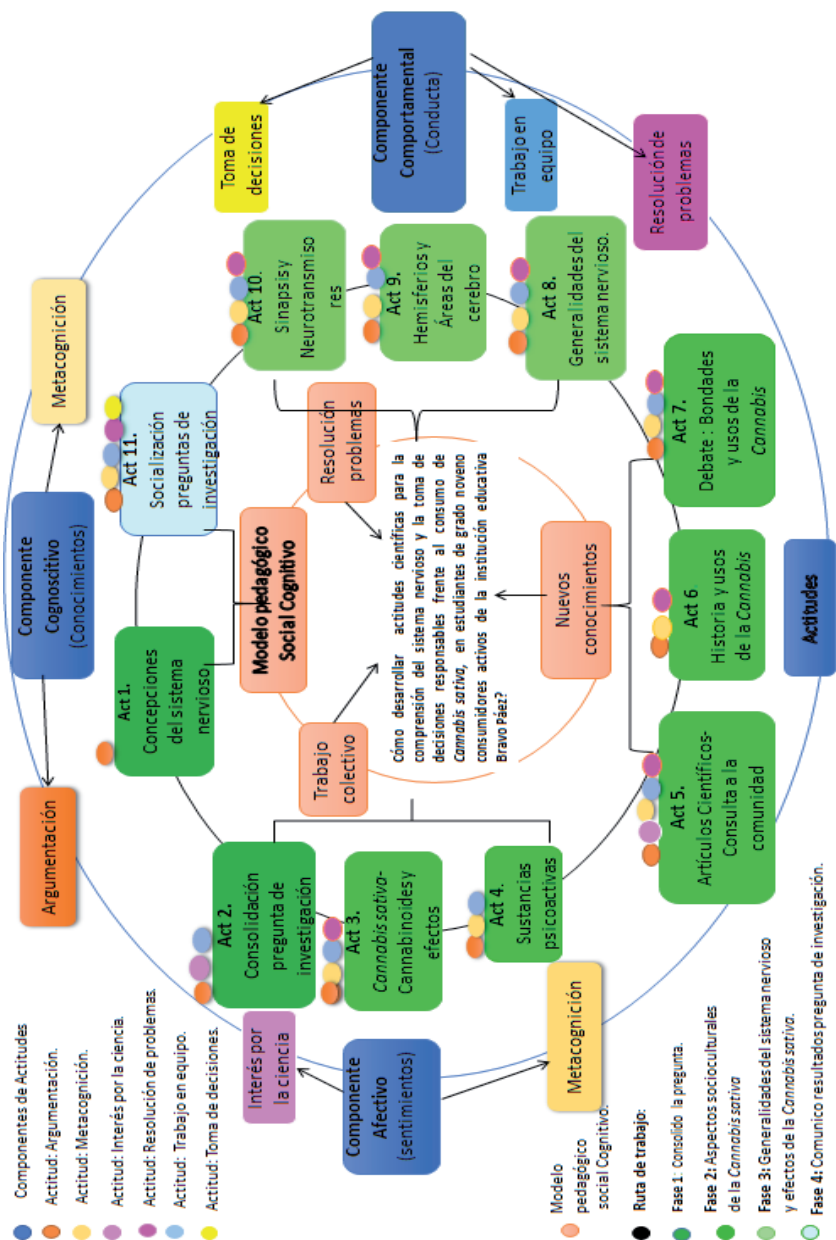 Componentes de Actitudes
Actitud: Argumentación.
Actitud: Metacognición.
Actitud: Interés por la ciencia.
Actitud: Resolución de problemas.
Actitud: Trabajo en equipo.
Actitud: Toma de decisiones.
Argumentación
Componente
Cognoscitivo
(Conocimientos)
Metacognición
Toma de
decisiones
Componente
Comportamental
(Conducta)
Trabajo en
equipo
Resolución de
problemas
Interés por
la ciencia
Componente
Afectivo
(sentimientos)
Metacognición
Act 1.
Concepciones
del sistema
nervioso
Act 2.
Consolidación
pregunta de
investigación
Act 3.
Cannabis sativa-
Cannabinoides y
efectos
Act 4.
Sustancias
psicoactivas
Act 5.
Artículos Científicos-
Consulta a la
comunidad
Act 6.
Historia y usos
de la Cannabis
Act 7.
Debate : Bondades
y usos de la
Cannabis
Act 8.
Generalidades del
sistema nervioso.
Act 9.
Hemisferios y
Áreas del
cerebro
Act 10.
Sinapsis y
Neurotransmiso
res
Act 11.
Socialización
preguntas de
investigación
Modelo pedagógico
Social Cognitivo
Trabajo
colectivo
Resolución
problemas
Cómo desarrollar actitudes científicas para la
comprensión del sistema nervioso y la toma de
decisiones responsables frente al consumo de
Cannabis sativa, en estudiantes de grado noveno
consumidores activos de la institución educativa
Bravo Páez?
Nuevos
conocimientos
Actitudes
Modelo
pedagógico
social Cognitivo.
Ruta de trabajo:
Fase 1: Consolido la pregunta.
Fase 2: Aspectos socioculturales
de la Cannabis sativa
Fase 3: Generalidades del sistema nervioso
y efectos de la Cannabis sativa.
Fase 4: Comunico resultados pregunta de investigación.